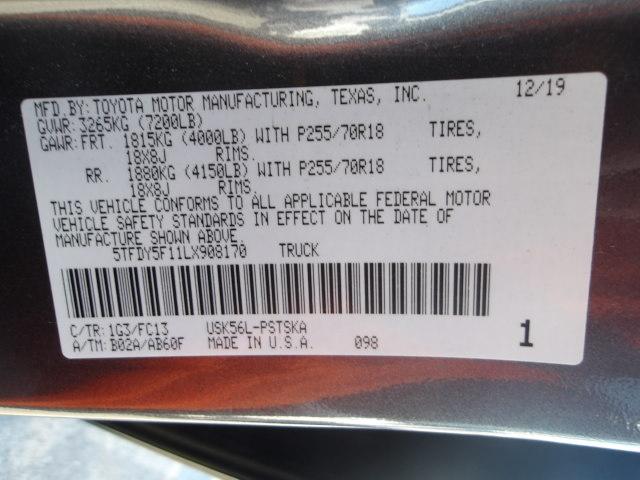 MFD.BY:TOYOTA MOTOR MANUFACTURING, TEXAS, INC. 12/19
GVWR: 3265KG (7200LB)
GAWR:FRT. 1815KG (4000LB) WITH P255/70R18 TIRES,
18X8J RIMS.
RR. 1880KG (4150LB) WITH P255/70R18 TIRES,
18X8J RIMS.
THIS VEHICLE CONFORMS TO ALL APPLICABLE FEDERAL MOTOR
VEHICLE SAFETY STANDARDS IN EFFECT ON THE DATE OF
MANUFACTURE SHOWN ABOVE.
5TFDY5F11LX908170 TRUCK
C/TR: 1G3/FC13 USK56L-PSTSKA
A/TM: B02A/AB60F MADE IN U.S.A. 098 1